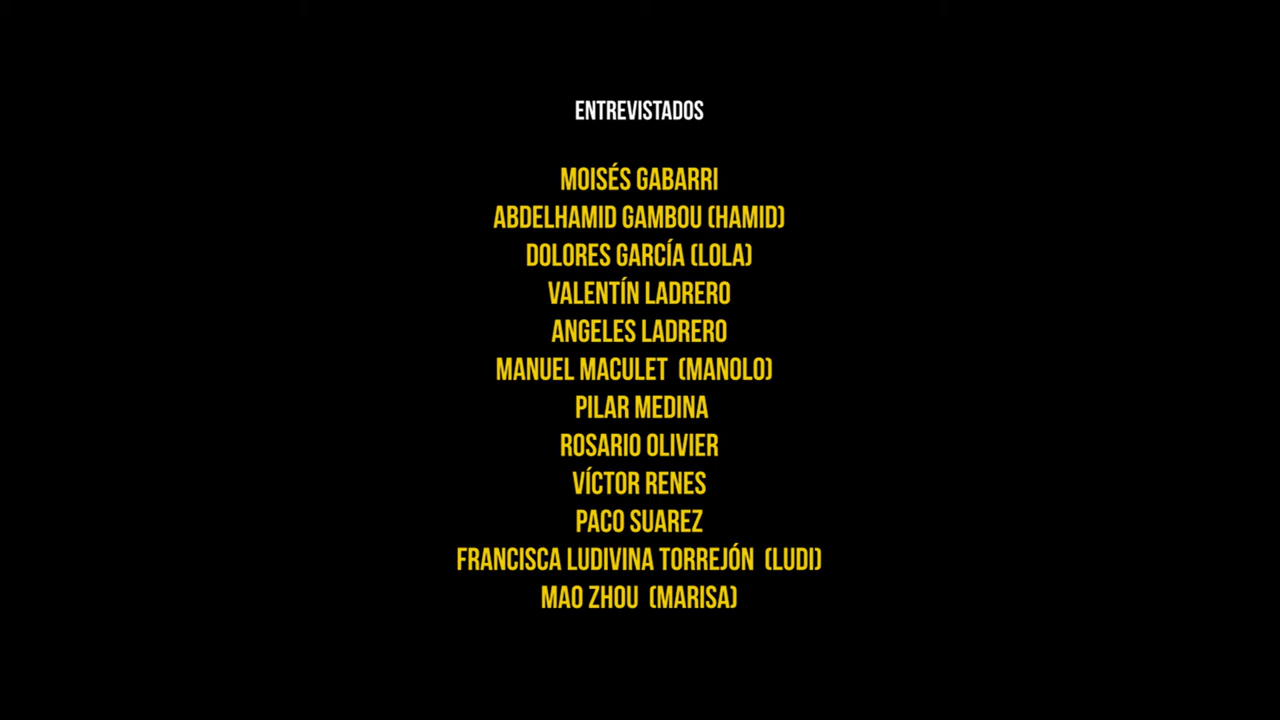 ENTREVISTADOS
MOISÉS GABARRI
ABDELHAMID GAMBOU (HAMID)
DOLORES GARCÍA (LOLA)
VALENTÍN LADRERO
ANGELES LADRERO
MANUEL MACULET (MANOLO)
PILAR MEDINA
ROSARIO OLIVIER
VÍCTOR RENES
PACO SUAREZ
FRANCISCA LUDIVINA TORREJÓN (LUDI)
MAO ZHOU (MARISA)